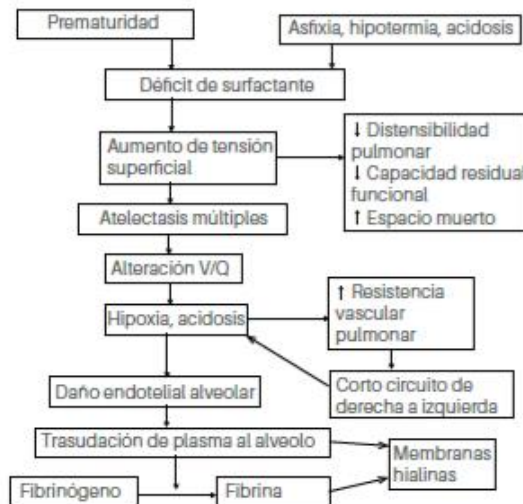 Prematuridad
Asfixia, hipotermia, acidosis
Déficit de surfactante
Aumento de tensión
superficial
↓ Distensibilidad
pulmonar
↓ Capacidad residual
funcional
↑ Espacio muerto
Atelectasis múltiples
Alteración V/Q
Hipoxia, acidosis
↑ Resistencia
vascular
pulmonar
Daño endotelial alveolar
Corto circuito de
derecha a izquierda
Trasudación de plasma al alveolo
Membranas
hialinas
Fibrinógeno
Fibrina